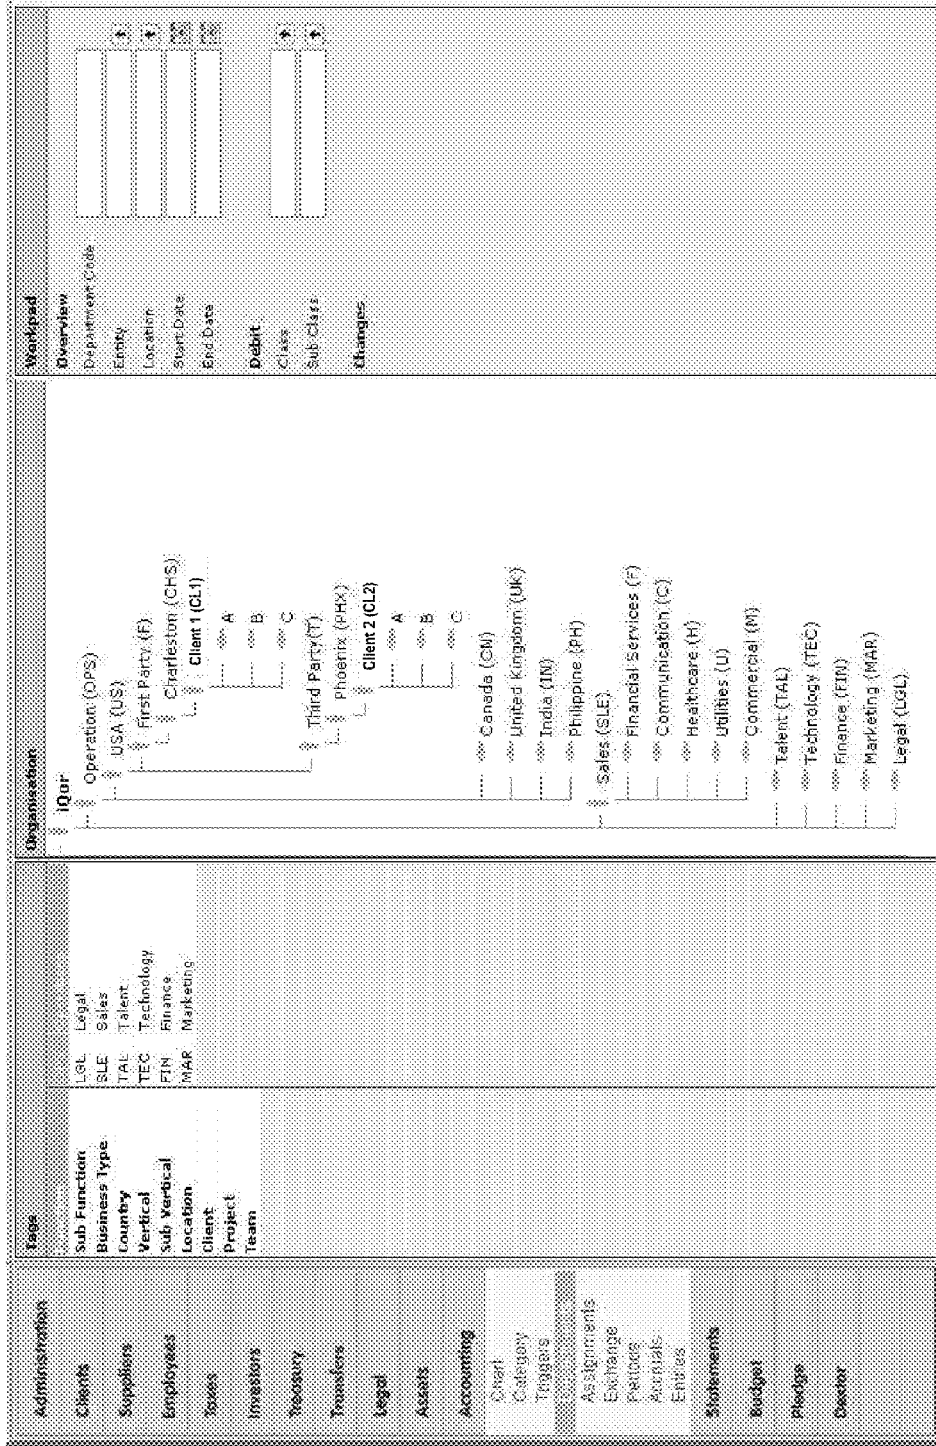 Administration
Clients
Suppliers
Employees
Taxes
Investors
Treasury
Transfers
Legal
Assets
Accounting
Chart
Category
Triggers
Assignments
Exchange
Periods
Accruals
Entries
Statements
Budget
Pledge
Dextor
Tags
Sub Function
Business Type
Country
Vertical
Sub Vertical
Location
Client
Project
Team
LGL Legal
SLE Sales
TAL Talent
TEC Technology
FIN Finance
MAR Marketing
Organisation
iQor
Operation (OPS)
USA (US)
First Party (F)
Charleston (CHS)
Client 1 (CL1)
A
B
C
Third Party (T)
Phoenix (PHX)
Client 2 (CL2)
A
B
C
Canada (CN)
United Kingdom (UK)
India (IN)
Philippine (PH)
Sales (SLE)
Financial Services (F)
Communication (C)
Healthcare (H)
Utilities (U)
Commercial (M)
Talent (TAL)
Technology (TEC)
Finance (FIN)
Marketing (MAR)
Legal (LGL)
Workpad
Overview
Department Code
Entity
Location
Start Date
End Date
Debit
Class
Sub Class
Changes